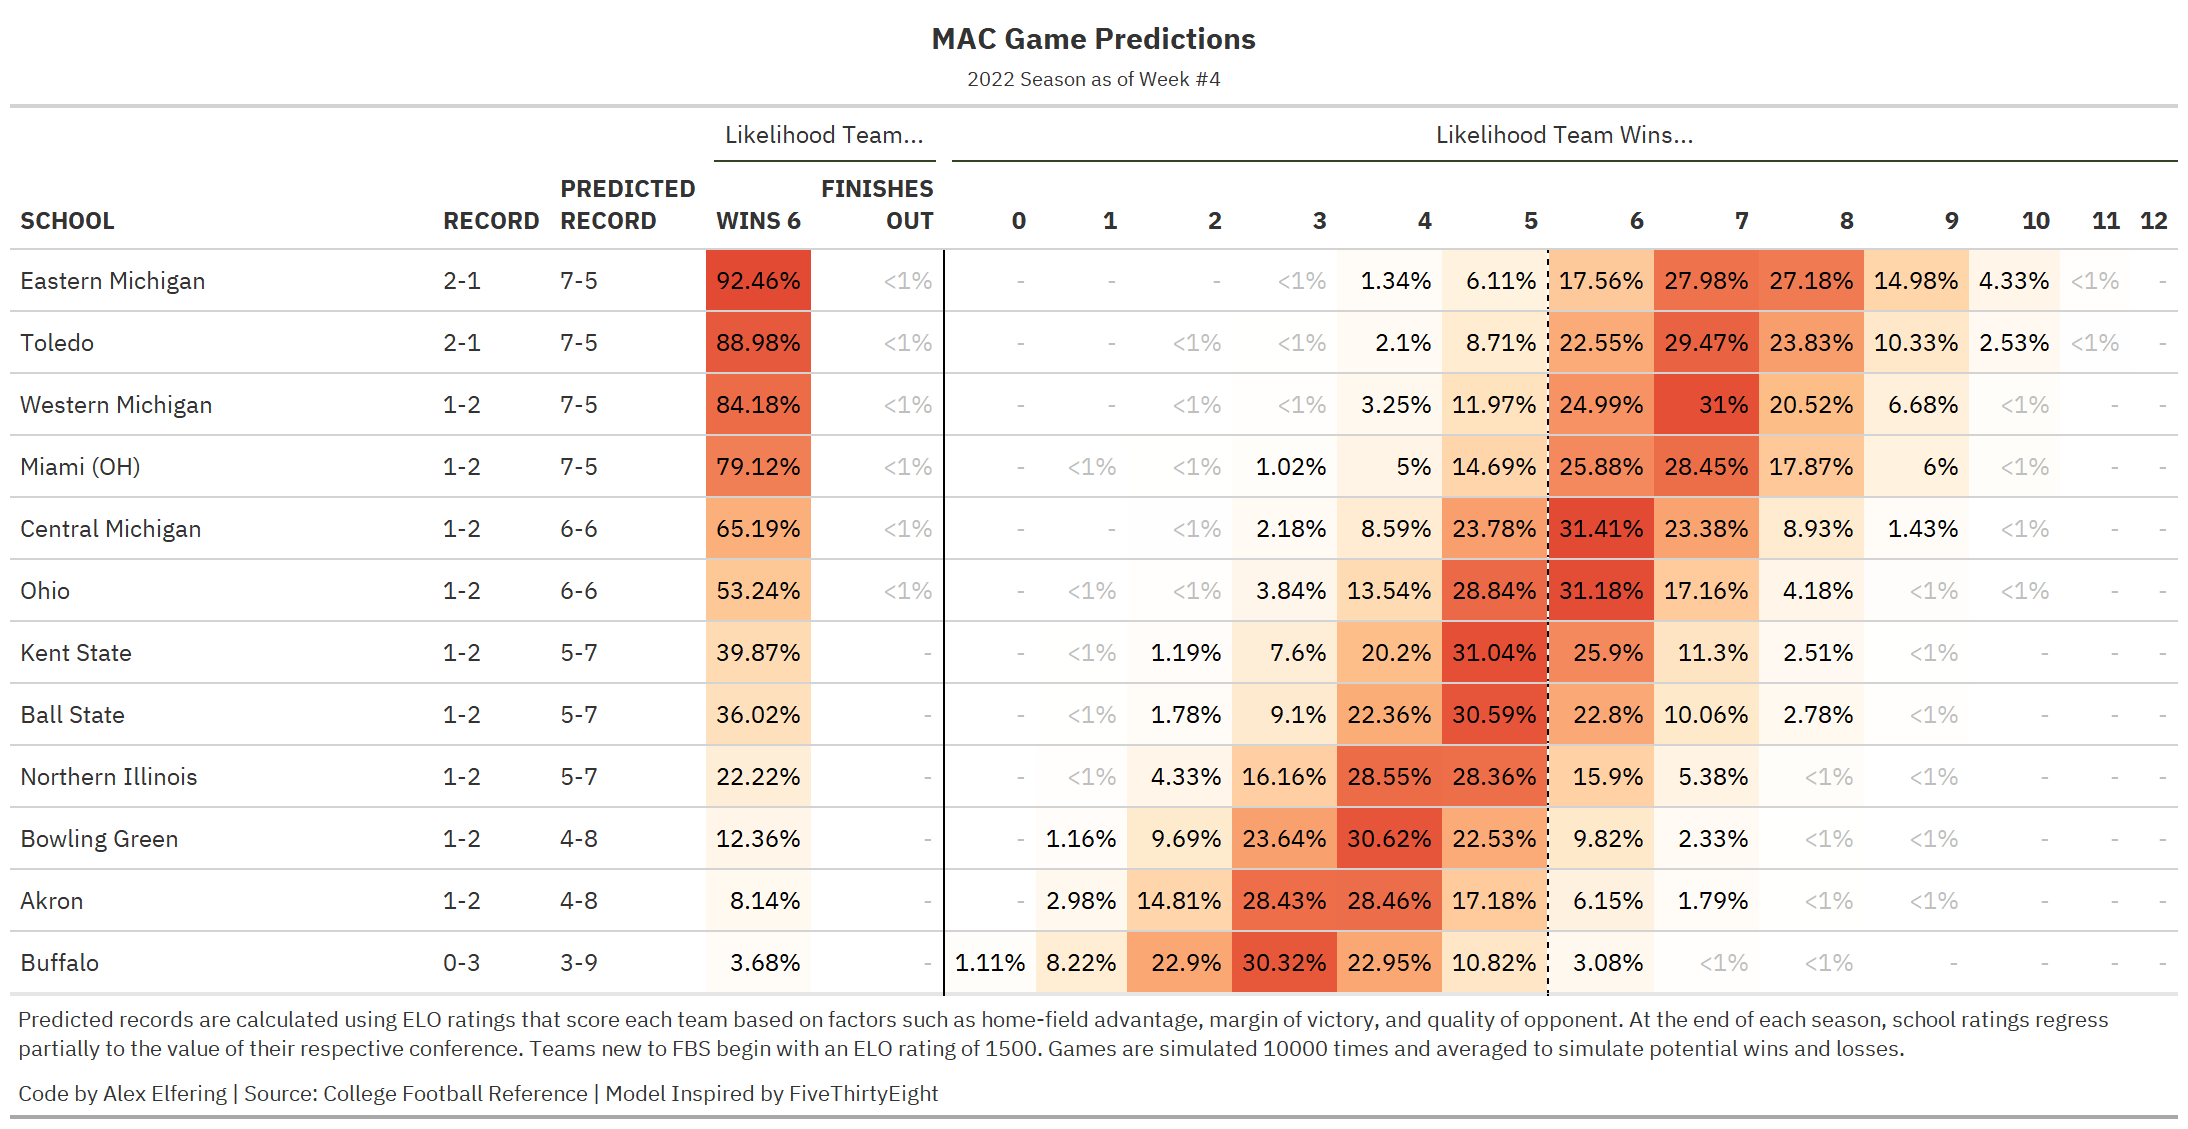 MAC Game Predictions
2022 Season as of Week #4
Likelihood Team... Likelihood Team Wins...
SCHOOL RECORD PREDICTED RECORD WINS 6 FINISHES OUT 0 1 2 3 4 5 6 7 8 9 10 11 12
Eastern Michigan 2-1 7-5 92.46% <1% - - - <1% 1.34% 6.11% 17.56% 27.98% 27.18% 14.98% 4.33% <1% -
Toledo 2-1 7-5 88.98% <1% - - <1% <1% 2.1% 8.71% 22.55% 29.47% 23.83% 10.33% 2.53% <1% -
Western Michigan 1-2 7-5 84.18% <1% - - <1% <1% 3.25% 11.97% 24.99% 31% 20.52% 6.68% <1% - -
Miami (OH) 1-2 7-5 79.12% <1% - <1% <1% 1.02% 5% 14.69% 25.88% 28.45% 17.87% 6% <1% - -
Central Michigan 1-2 6-6 65.19% <1% - - <1% 2.18% 8.59% 23.78% 31.41% 23.38% 8.93% 1.43% <1% - -
Ohio 1-2 6-6 53.24% <1% - <1% <1% 3.84% 13.54% 28.84% 31.18% 17.16% 4.18% <1% <1% - -
Kent State 1-2 5-7 39.87% - - <1% 1.19% 7.6% 20.2% 31.04% 25.9% 11.3% 2.51% <1% - - -
Ball State 1-2 5-7 36.02% - - <1% 1.78% 9.1% 22.36% 30.59% 22.8% 10.06% 2.78% <1% - - -
Northern Illinois 1-2 5-7 22.22% - - <1% 4.33% 16.16% 28.55% 28.36% 15.9% 5.38% <1% <1% - - -
Bowling Green 1-2 4-8 12.36% - - 1.16% 9.69% 23.64% 30.62% 22.53% 9.82% 2.33% <1% <1% - - -
Akron 1-2 4-8 8.14% - - 2.98% 14.81% 28.43% 28.46% 17.18% 6.15% 1.79% <1% <1% - - -
Buffalo 0-3 3-9 3.68% - 1.11% 8.22% 22.9% 30.32% 22.95% 10.82% 3.08% <1% <1% - - - -
Predicted records are calculated using ELO ratings that score each team based on factors such as home-field advantage, margin of victory, and quality of opponent. At the end of each season, school ratings regress
partially to the value of their respective conference. Teams new to FBS begin with an ELO rating of 1500. Games are simulated 10000 times and averaged to simulate potential wins and losses.
Code by Alex Elfering | Source: College Football Reference | Model Inspired by FiveThirtyEight